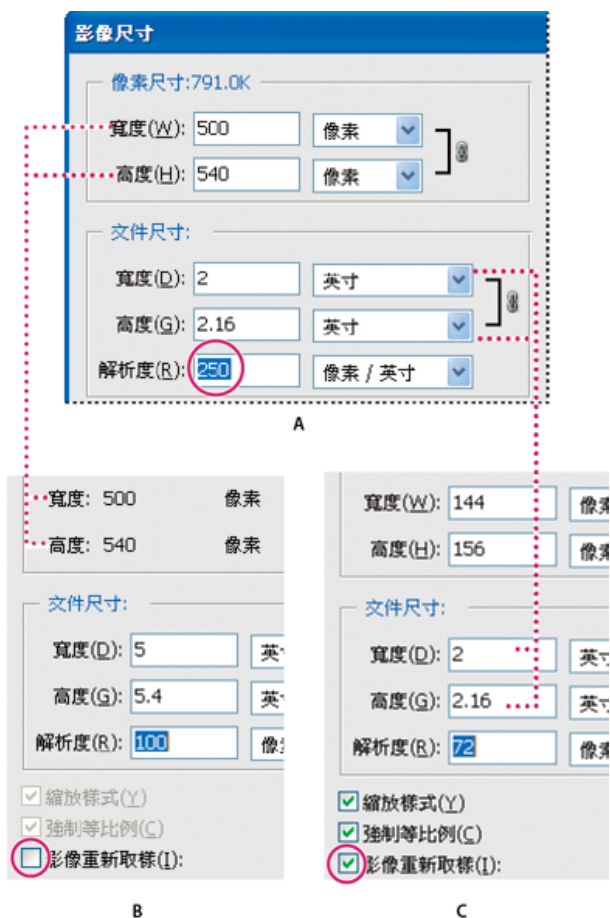 影像尺寸
像素尺寸:791.0K
寬度(W): 500 像素
高度(H): 540 像素
文件尺寸:
寬度(D): 2 英寸
高度(G): 2.16 英寸
解析度(R): 250 像素 / 英寸
A
寬度: 500 像素
高度: 540 像素
文件尺寸:
寬度(D): 5 英
高度(G): 5.4 英
解析度(R): 100
縮放樣式(Y)
強制等比例(C)
影像重新取樣(I):
B
寬度(W): 144 像
高度(H): 156 像
文件尺寸:
寬度(D): 2 英
高度(G): 2.16 英
解析度(R): 72 像
縮放樣式(Y)
強制等比例(C)
影像重新取樣(I):
C